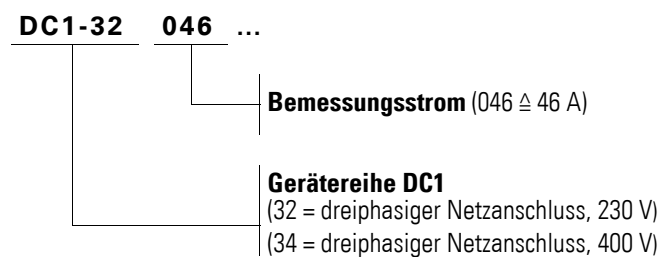 DC1-32 046 ...
Bemessungsstrom (046 ≙ 46 A)
Gerätereihe DC1
(32 = dreiphasiger Netzanschluss, 230 V)
(34 = dreiphasiger Netzanschluss, 400 V)